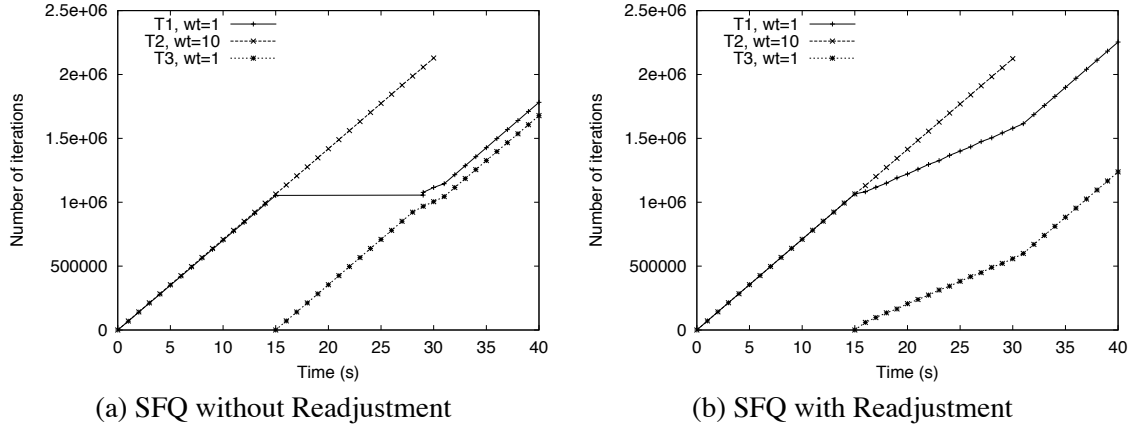 T1, wt=1
T2, wt=10
T3, wt=1
2.5e+06
2e+06
1.5e+06
1e+06
500000
0
Number of iterations
0 5 10 15 20 25 30 35 40
Time (s)
(a) SFQ without Readjustment
T1, wt=1
T2, wt=10
T3, wt=1
2.5e+06
2e+06
1.5e+06
1e+06
500000
0
Number of iterations
0 5 10 15 20 25 30 35 40
Time (s)
(b) SFQ with Readjustment